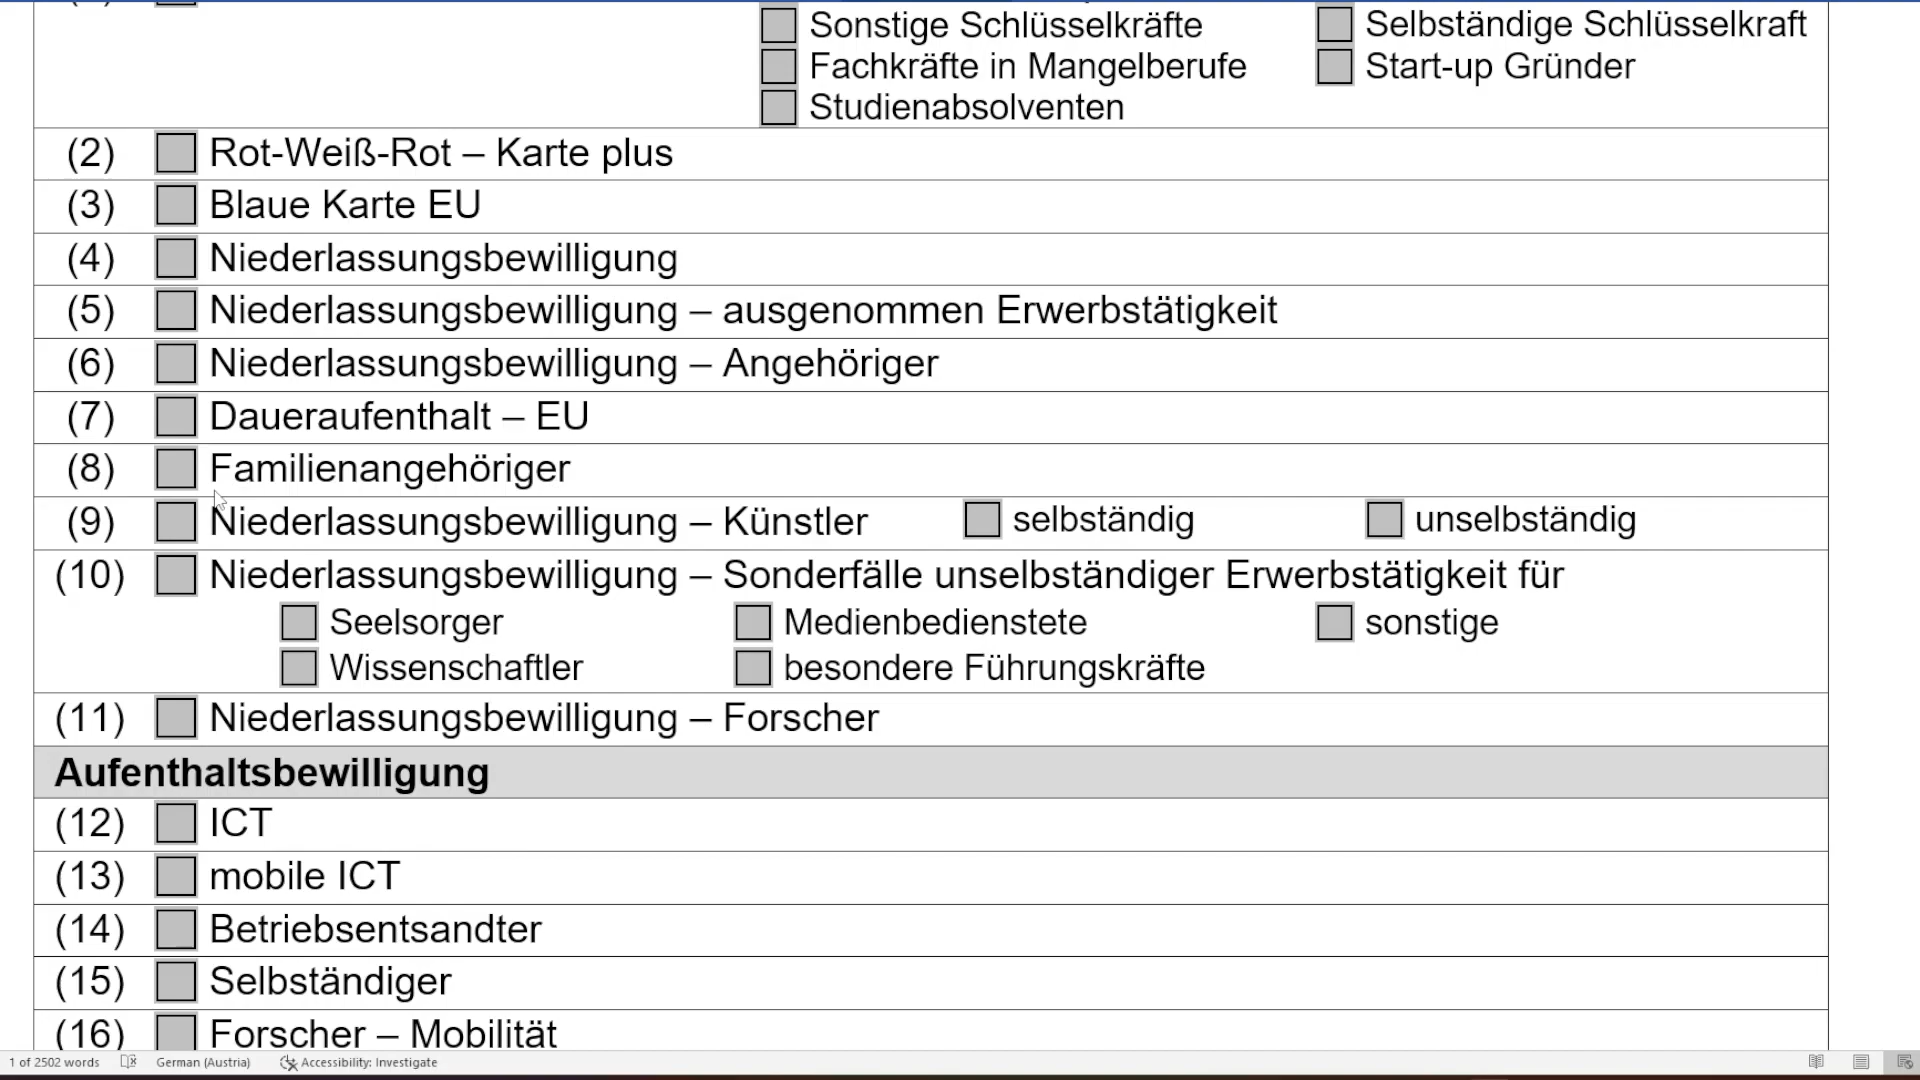 Sonstige Schlüsselkräfte Selbständige Schlüsselkraft
Fachkräfte in Mangelberufe Start-up Gründer
Studienabsolventen
(2) Rot-Weiß-Rot – Karte plus
(3) Blaue Karte EU
(4) Niederlassungsbewilligung
(5) Niederlassungsbewilligung – ausgenommen Erwerbstätigkeit
(6) Niederlassungsbewilligung – Angehöriger
(7) Daueraufenthalt – EU
(8) Familienangehöriger
(9) Niederlassungsbewilligung – Künstler selbständig unselbständig
(10) Niederlassungsbewilligung – Sonderfälle unselbständiger Erwerbstätigkeit für
Seelsorger Medienbedienstete sonstige
Wissenschaftler besondere Führungskräfte
(11) Niederlassungsbewilligung – Forscher
Aufenthaltsbewilligung
(12) ICT
(13) mobile ICT
(14) Betriebsentsandter
(15) Selbständiger
(16) Forscher – Mobilität
1 of 2502 words German (Austria) Accessibility: Investigate